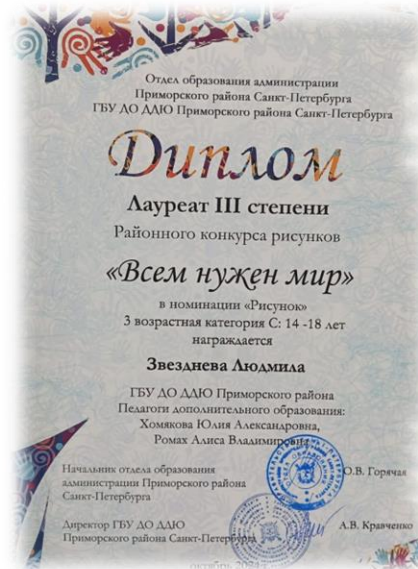 Отдел образования администрации
Приморского района Санкт-Петербурга
ГБУ ДО ДДЮ Приморского района Санкт-Петербурга
Диплом
Лауреат III степени
Районного конкурса рисунков
«Всем нужен мир»
в номинации «Рисунок»
3 возрастная категория С: 14 -18 лет
награждается
Звезднева Людмила
ГБУ ДО ДДЮ Приморского района
Педагоги дополнительного образования:
Хомякова Юлия Александровна,
Ромах Алиса Владимировна
Начальник отдела образования
администрации Приморского района
Санкт-Петербурга
О.В. Горячая
Директор ГБУ ДО ДДЮ
Приморского района Санкт-Петербурга
А.В. Кравченко
октябрь